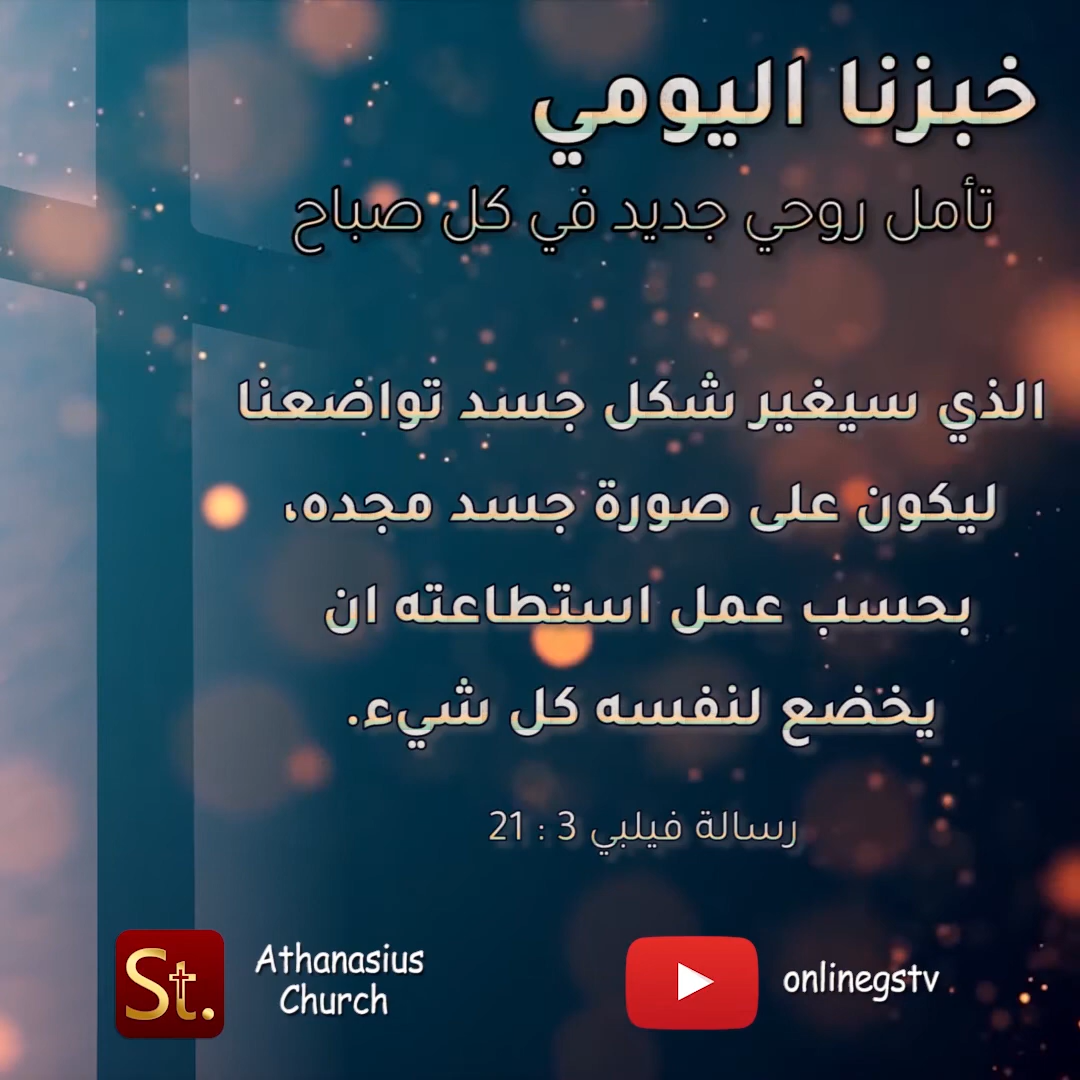 خبزنا اليومي
تأمل روحي جديد في كل صباح
الذي سيغير شكل جسد تواضعنا
ليكون على صورة جسد مجده،
بحسب عمل استطاعته ان
يخضع لنفسه كل شيء.
رسالة فيلبي 3 : 21
St.
Athanasius
Church
onlinegstv